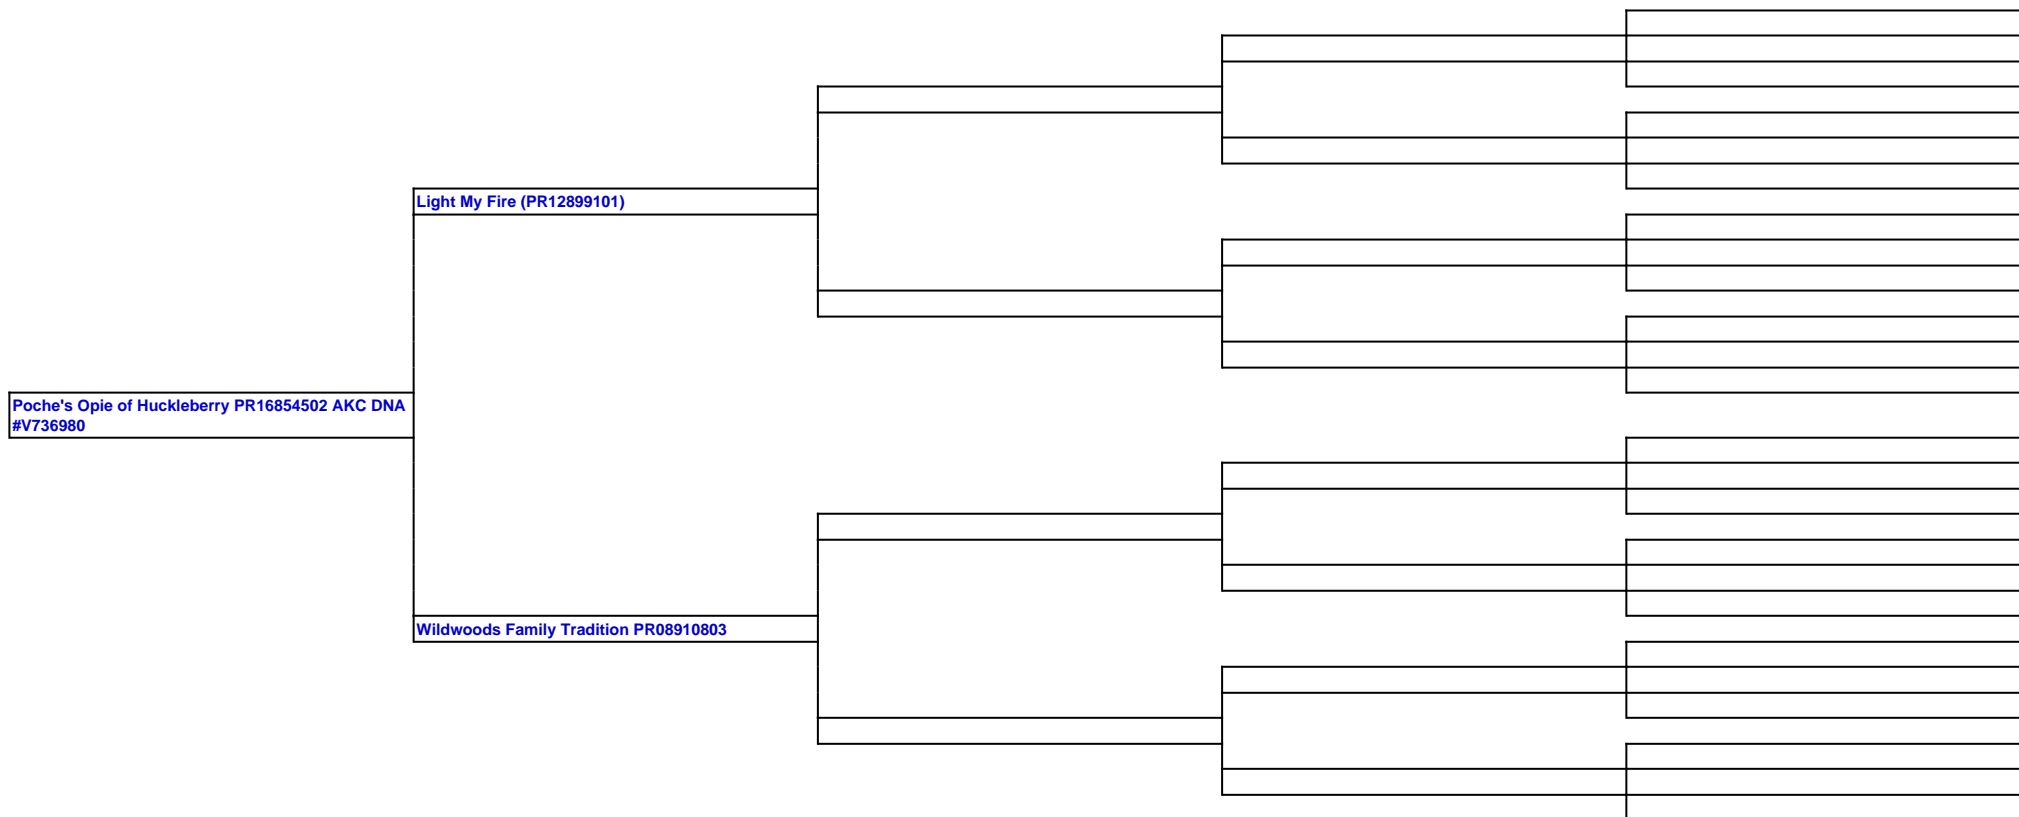 Light My Fire (PR12899101)
Poche's Opie of Huckleberry PR16854502 AKC DNA
#V736980
Wildwoods Family Tradition PR08910803